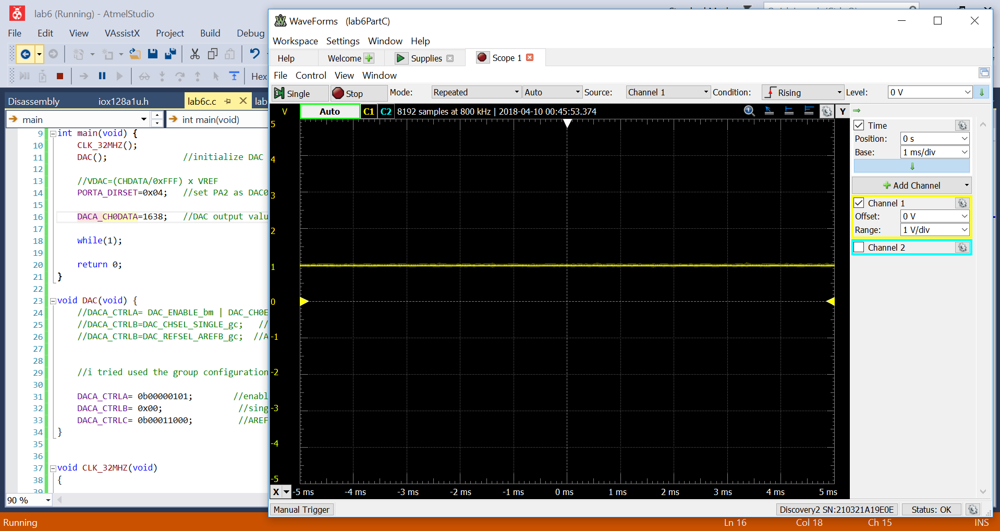 lab6 (Running) - AtmelStudio
File Edit View VAssistX Project Build Debug
Hex
Disassembly iox128a1u.h lab6c.c lab
main int main(void)
9 int main(void) {
10 CLK_32MHZ();
11 DAC(); //initialize DAC
12
13 //VDAC=(CHDATA/0xFFF) x VREF
14 PORTA_DIRSET=0x04; //set PA2 as DAC0
15
16 DACA_CH0DATA=1638; //DAC output valu
17
18 while(1);
19
20 return 0;
21 }
22
23 void DAC(void) {
24 //DACA_CTRLA= DAC_ENABLE_bm | DAC_CH0E
25 //DACA_CTRLB=DAC_CHSEL_SINGLE_gc; //
26 //DACA_CTRLB=DAC_REFSEL_AREFB_gc; //A
27
28
29 //i tried used the group configuration
30
31 DACA_CTRLA= 0b00000101; //enabl
32 DACA_CTRLB= 0x00; //sing
33 DACA_CTRLC= 0b00011000; //AREF
34 }
35
36
37 void CLK_32MHZ(void)
38 {
39
90 %
Running
Ln 16 Col 18 Ch 15 INS
WaveForms (lab6PartC)
Workspace Settings Window Help
Help Welcome Supplies Scope 1
File Control View Window
Single Stop Mode: Repeated Auto Source: Channel 1 Condition: Rising Level: 0 V
V Auto C1 C2 8192 samples at 800 kHz | 2018-04-10 00:45:53.374 Y
5
4
3
2
1
0
-1
-2
-3
-4
-5
X -5 ms -4 ms -3 ms -2 ms -1 ms 0 ms 1 ms 2 ms 3 ms 4 ms 5 ms
Time
Position: 0 s
Base: 1 ms/div
Add Channel
Channel 1
Offset: 0 V
Range: 1 V/div
Channel 2
Manual Trigger Discovery2 SN:210321A19E0E Status: OK